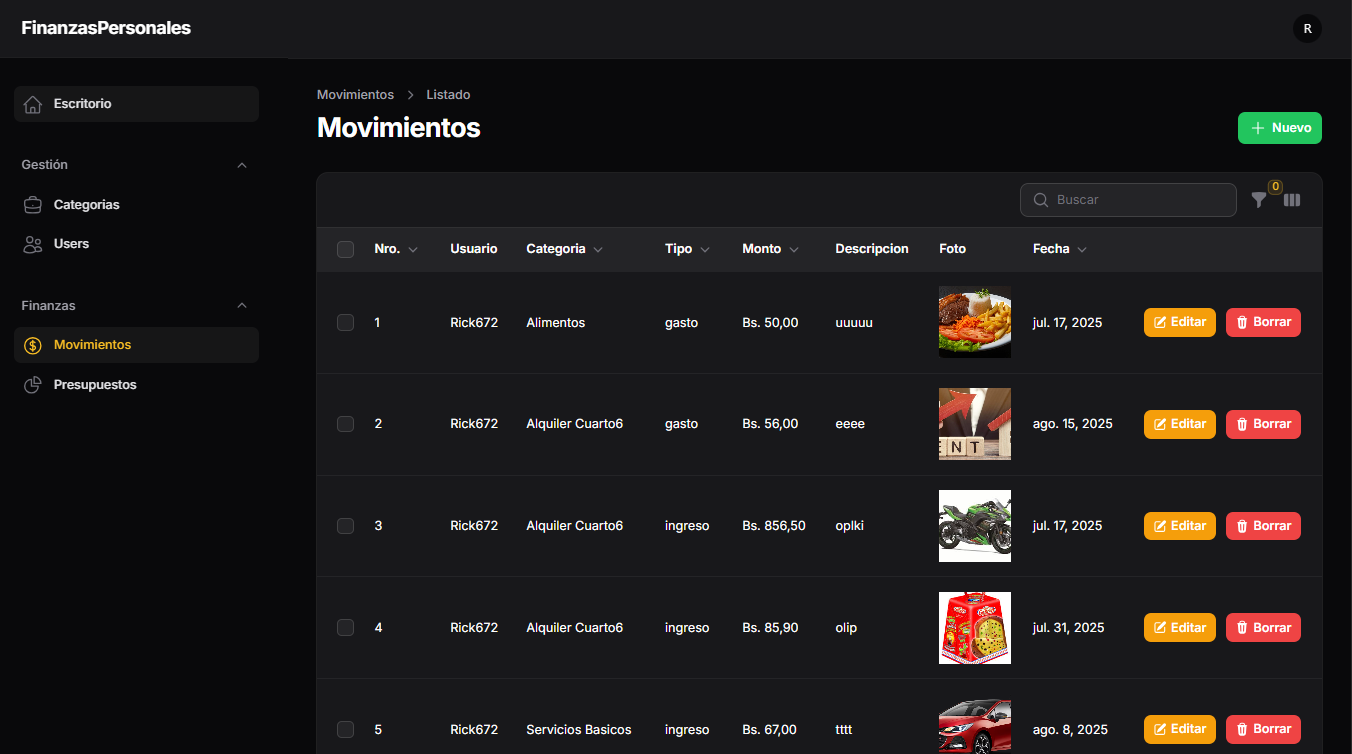 FinanzasPersonales
R
Escritorio
Gestión
Categorias
Users
Finanzas
Movimientos
Presupuestos
Movimientos > Listado
Movimientos
Nuevo
Buscar
0
Nro. Usuario Categoria Tipo Monto Descripcion Foto Fecha
1 Rick672 Alimentos gasto Bs. 50,00 uuuuu jul. 17, 2025 Editar Borrar
2 Rick672 Alquiler Cuarto6 gasto Bs. 56,00 eeee ENT ago. 15, 2025 Editar Borrar
3 Rick672 Alquiler Cuarto6 ingreso Bs. 856,50 oplki jul. 17, 2025 Editar Borrar
4 Rick672 Alquiler Cuarto6 ingreso Bs. 85,90 olip jul. 31, 2025 Editar Borrar
5 Rick672 Servicios Basicos ingreso Bs. 67,00 tttt ago. 8, 2025 Editar Borrar